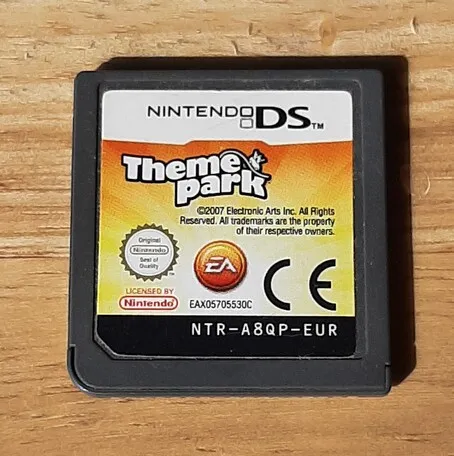 NINTENDO DS™
Theme
Park
©2007 Electronic Arts Inc. All Rights
Reserved. All trademarks are the property
of their respective owners.
Original
Nintendo
Seal of
Quality
EA
CE
LICENSED BY
Nintendo
EAX05705530C
NTR-A8QP-EUR